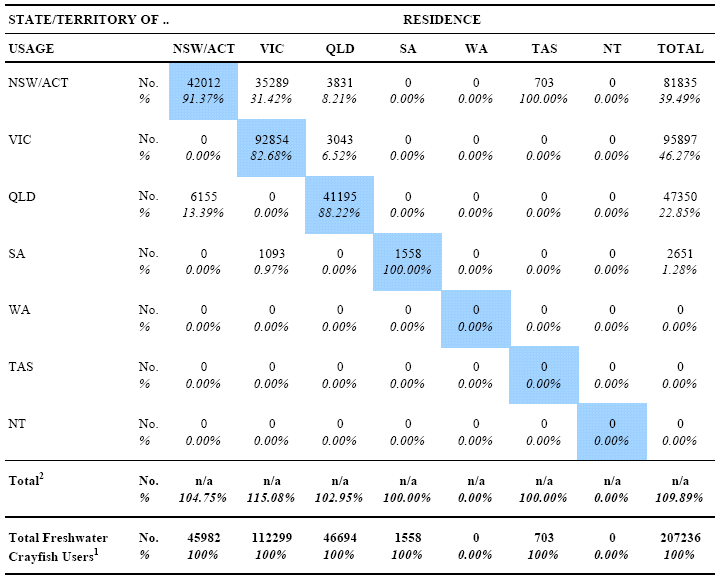 STATE/TERRITORY OF .. RESIDENCE
USAGE NSW/ACT VIC QLD SA WA TAS NT TOTAL
NSW/ACT No. 42012 35289 3831 0 0 703 0 81835
% 91.37% 31.42% 8.21% 0.00% 0.00% 100.00% 0.00% 39.49%
VIC No. 0 92854 3043 0 0 0 0 95897
% 0.00% 82.68% 6.52% 0.00% 0.00% 0.00% 0.00% 46.27%
QLD No. 6155 0 41195 0 0 0 0 47350
% 13.39% 0.00% 88.22% 0.00% 0.00% 0.00% 0.00% 22.85%
SA No. 0 1093 0 1558 0 0 0 2651
% 0.00% 0.97% 0.00% 100.00% 0.00% 0.00% 0.00% 1.28%
WA No. 0 0 0 0 0 0 0 0
% 0.00% 0.00% 0.00% 0.00% 0.00% 0.00% 0.00% 0.00%
TAS No. 0 0 0 0 0 0 0 0
% 0.00% 0.00% 0.00% 0.00% 0.00% 0.00% 0.00% 0.00%
NT No. 0 0 0 0 0 0 0 0
% 0.00% 0.00% 0.00% 0.00% 0.00% 0.00% 0.00% 0.00%
Total2 No. n/a n/a n/a n/a n/a n/a n/a n/a
% 104.75% 115.08% 102.95% 100.00% 0.00% 100.00% 0.00% 109.89%
Total Freshwater No. 45982 112299 46694 1558 0 703 0 207236
Crayfish Users1 % 100% 100% 100% 100% 0.00% 100% 0.00% 100%